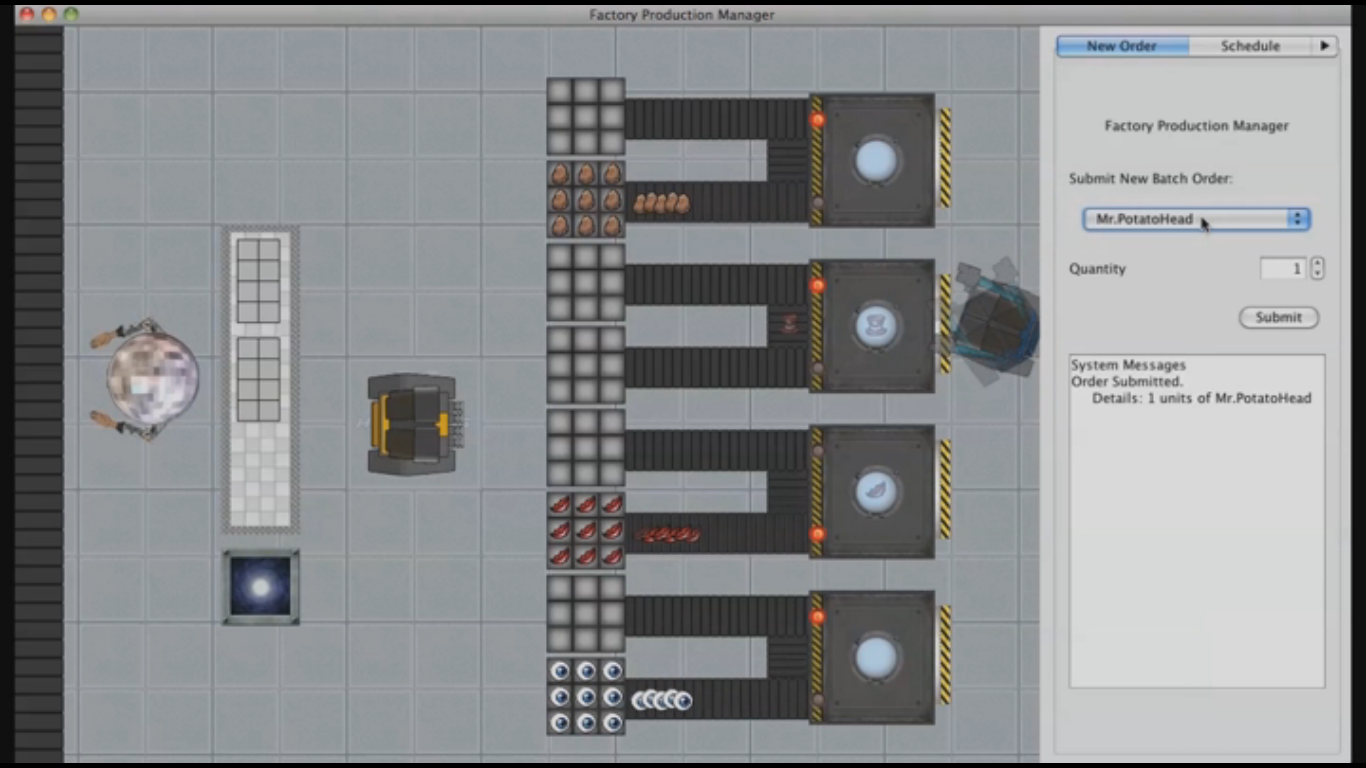 Factory Production Manager
New Order
Schedule
Factory Production Manager
Submit New Batch Order:
Mr.PotatoHead
Quantity
1
Submit
System Messages
Order Submitted.
Details: 1 units of Mr.PotatoHead